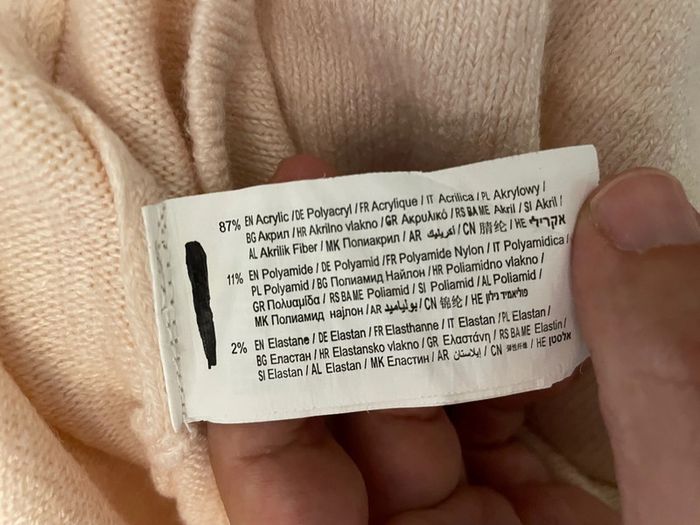 87% EN Acrylic / DE Polyacryl / FR Acrylique / IT Acrilica / PL Akrylowy /
BG Акрил / HR Akrilno vlakno / GR Ακρυλικό / RS BA ME Akril / SI Akril /
AL Akrilik Fiber / MK Полиакрил / AR أكريليك / CN 腈纶 / HE אקרילי
11% EN Polyamide / DE Polyamid / FR Polyamide Nylon / IT Polyamidica /
PL Polyamid / BG Полиамид Найлон / HR Poliamidno vlakno /
GR Πολυαμίδα / RS BA ME Poliamid / SI Poliamid / AL Poliamid /
MK Полиамид најлон / AR بولياميد / CN 锦纶 / HE פוליאמיד ניילון
2% EN Elastane / DE Elastan / FR Elasthanne / IT Elastan / PL Elastan /
BG Еластан / HR Elastansko vlakno / GR Ελαστάνη / RS BA ME Elastin /
SI Elastan / AL Elastan / MK Еластин / AR إيلاستان / CN 弹性纤维 / HE אלסטן